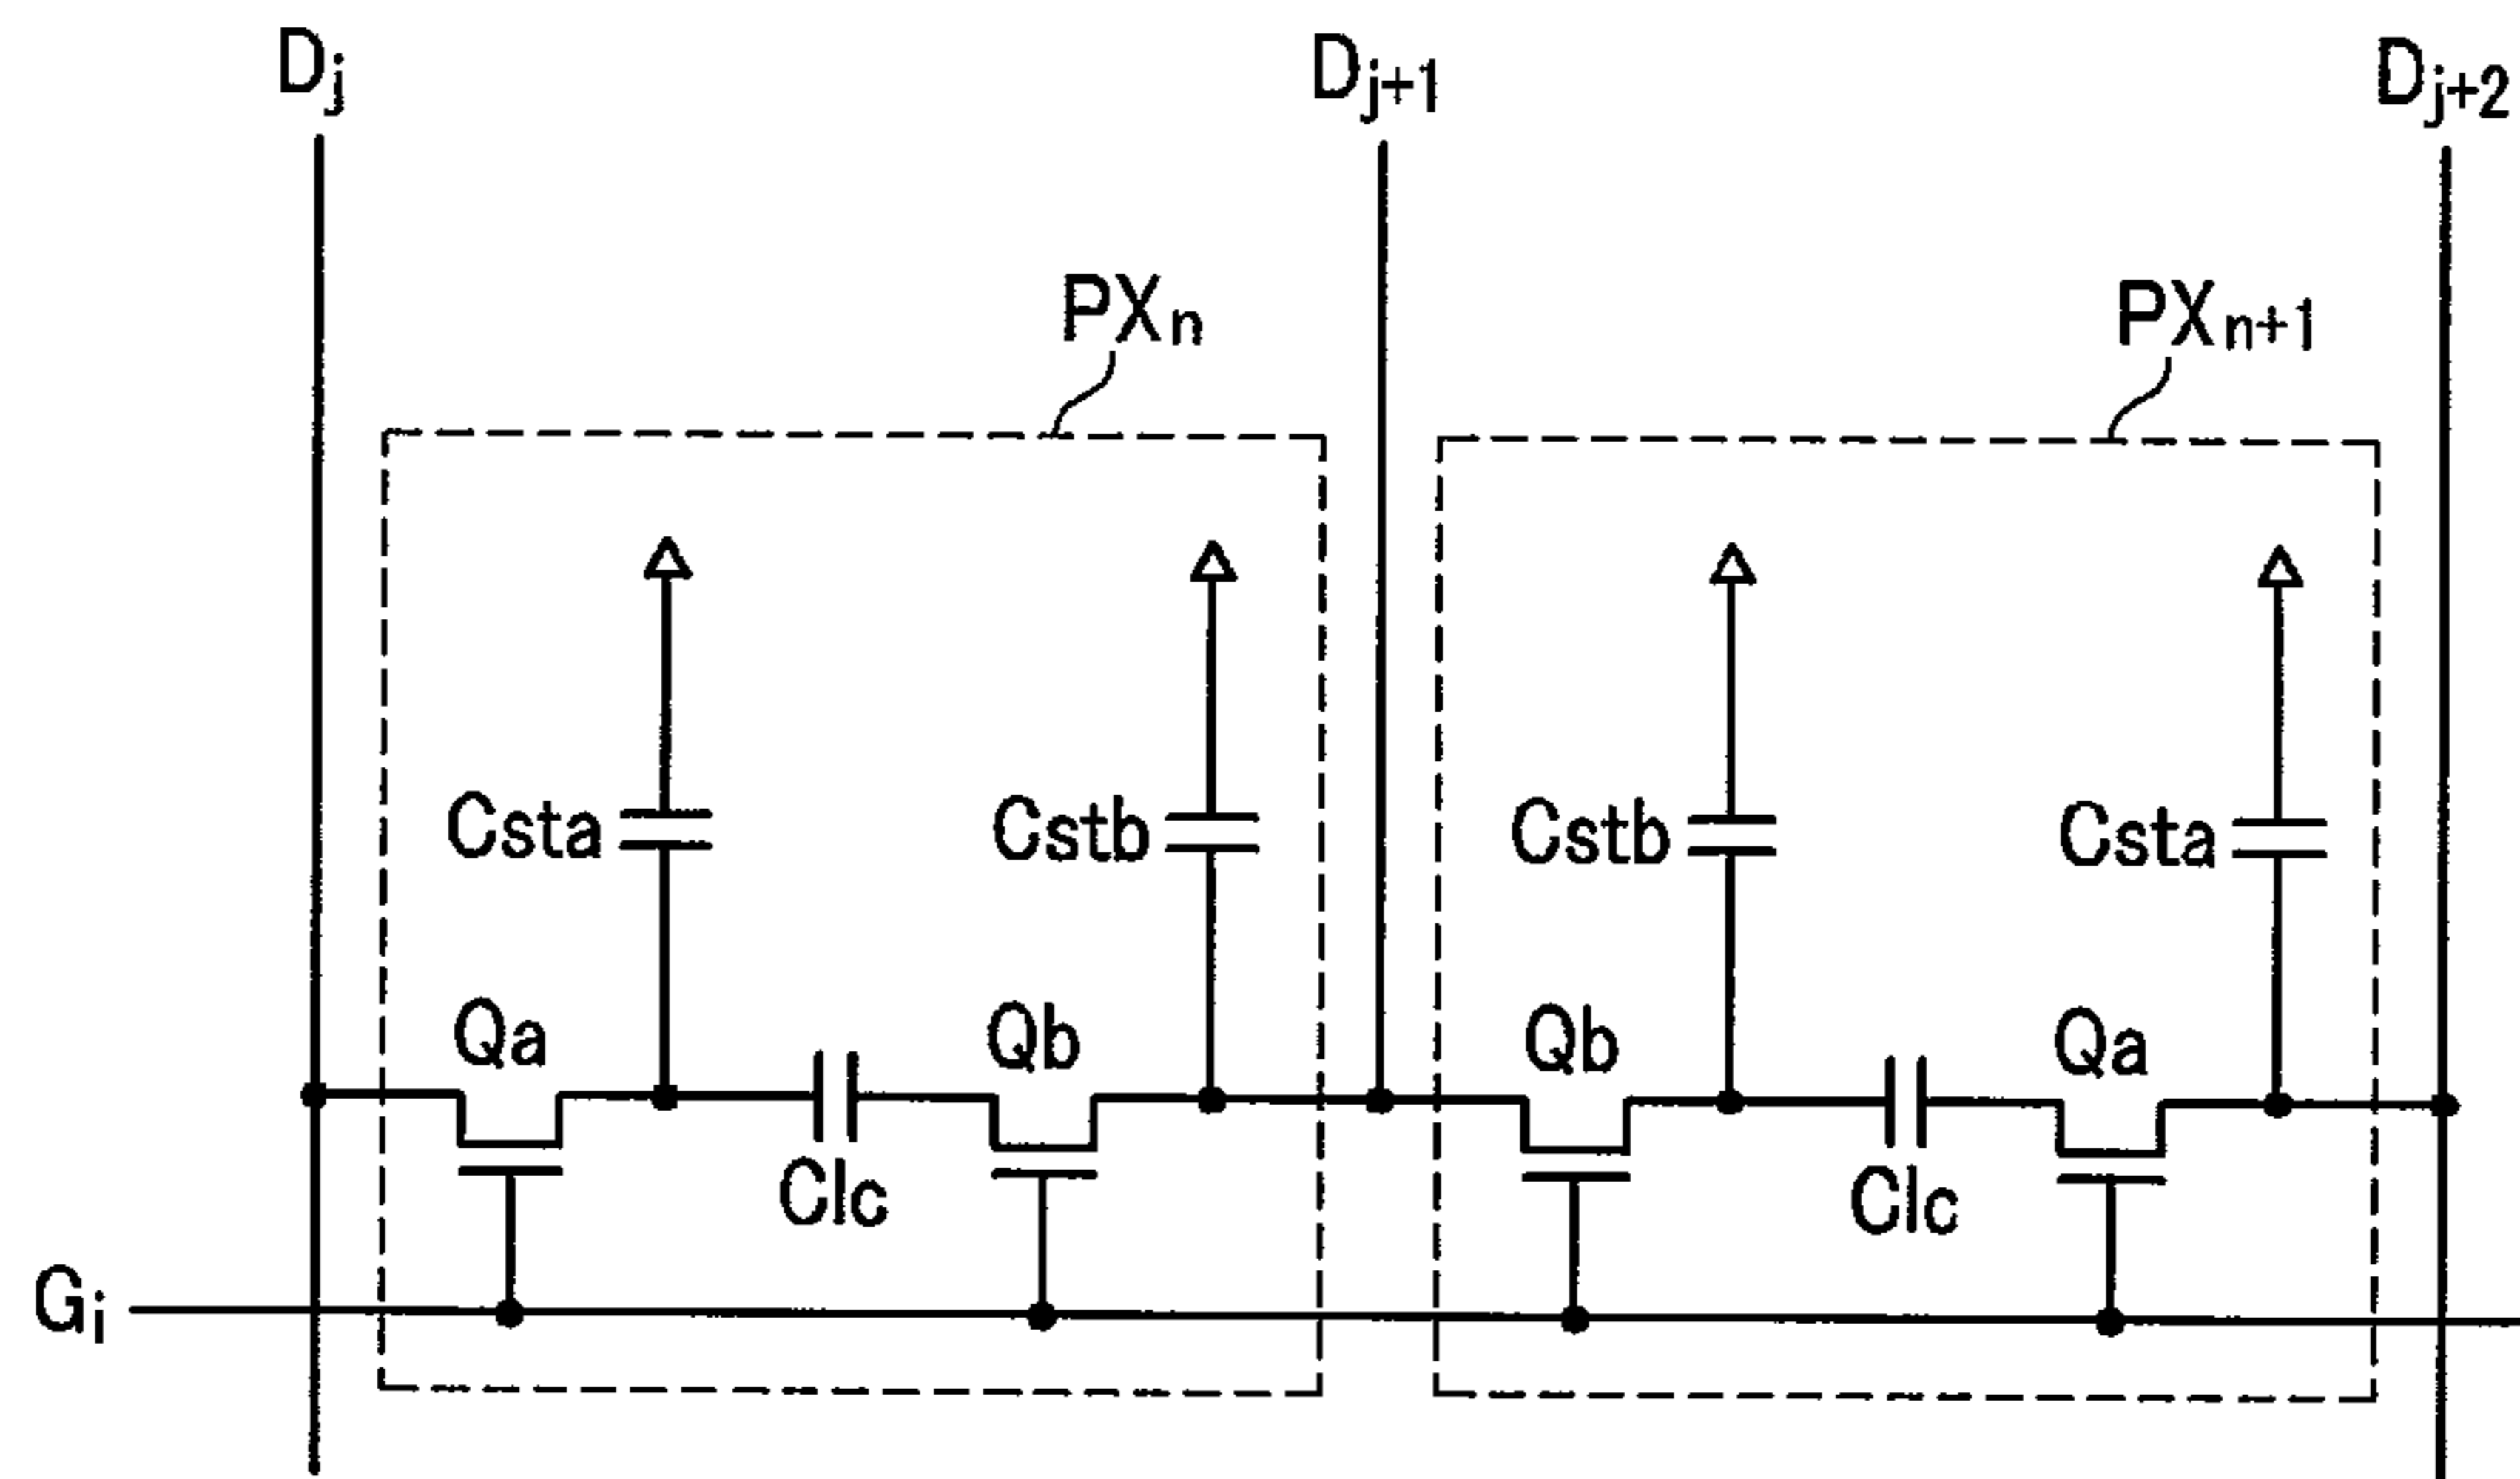 Dj Dj+1 Dj+2
PXn PXn+1
Csta Cstb Cstb Csta
Qa Qb Qb Qa
Clc Clc
Gi